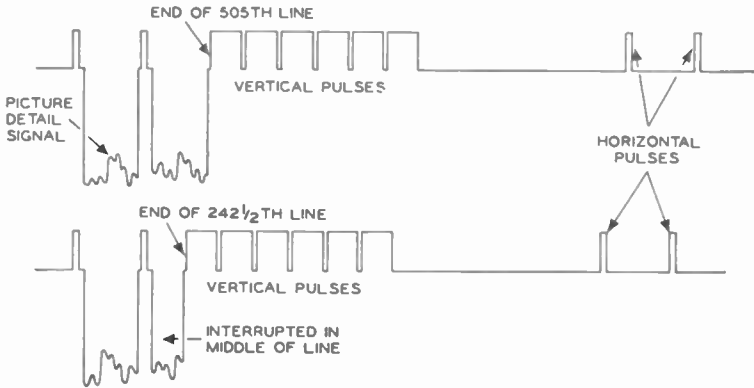 END OF 505TH LINE
VERTICAL PULSES
PICTURE
DETAIL
SIGNAL
HORIZONTAL
PULSES
END OF 242½TH LINE
VERTICAL PULSES
INTERRUPTED IN
MIDDLE OF LINE